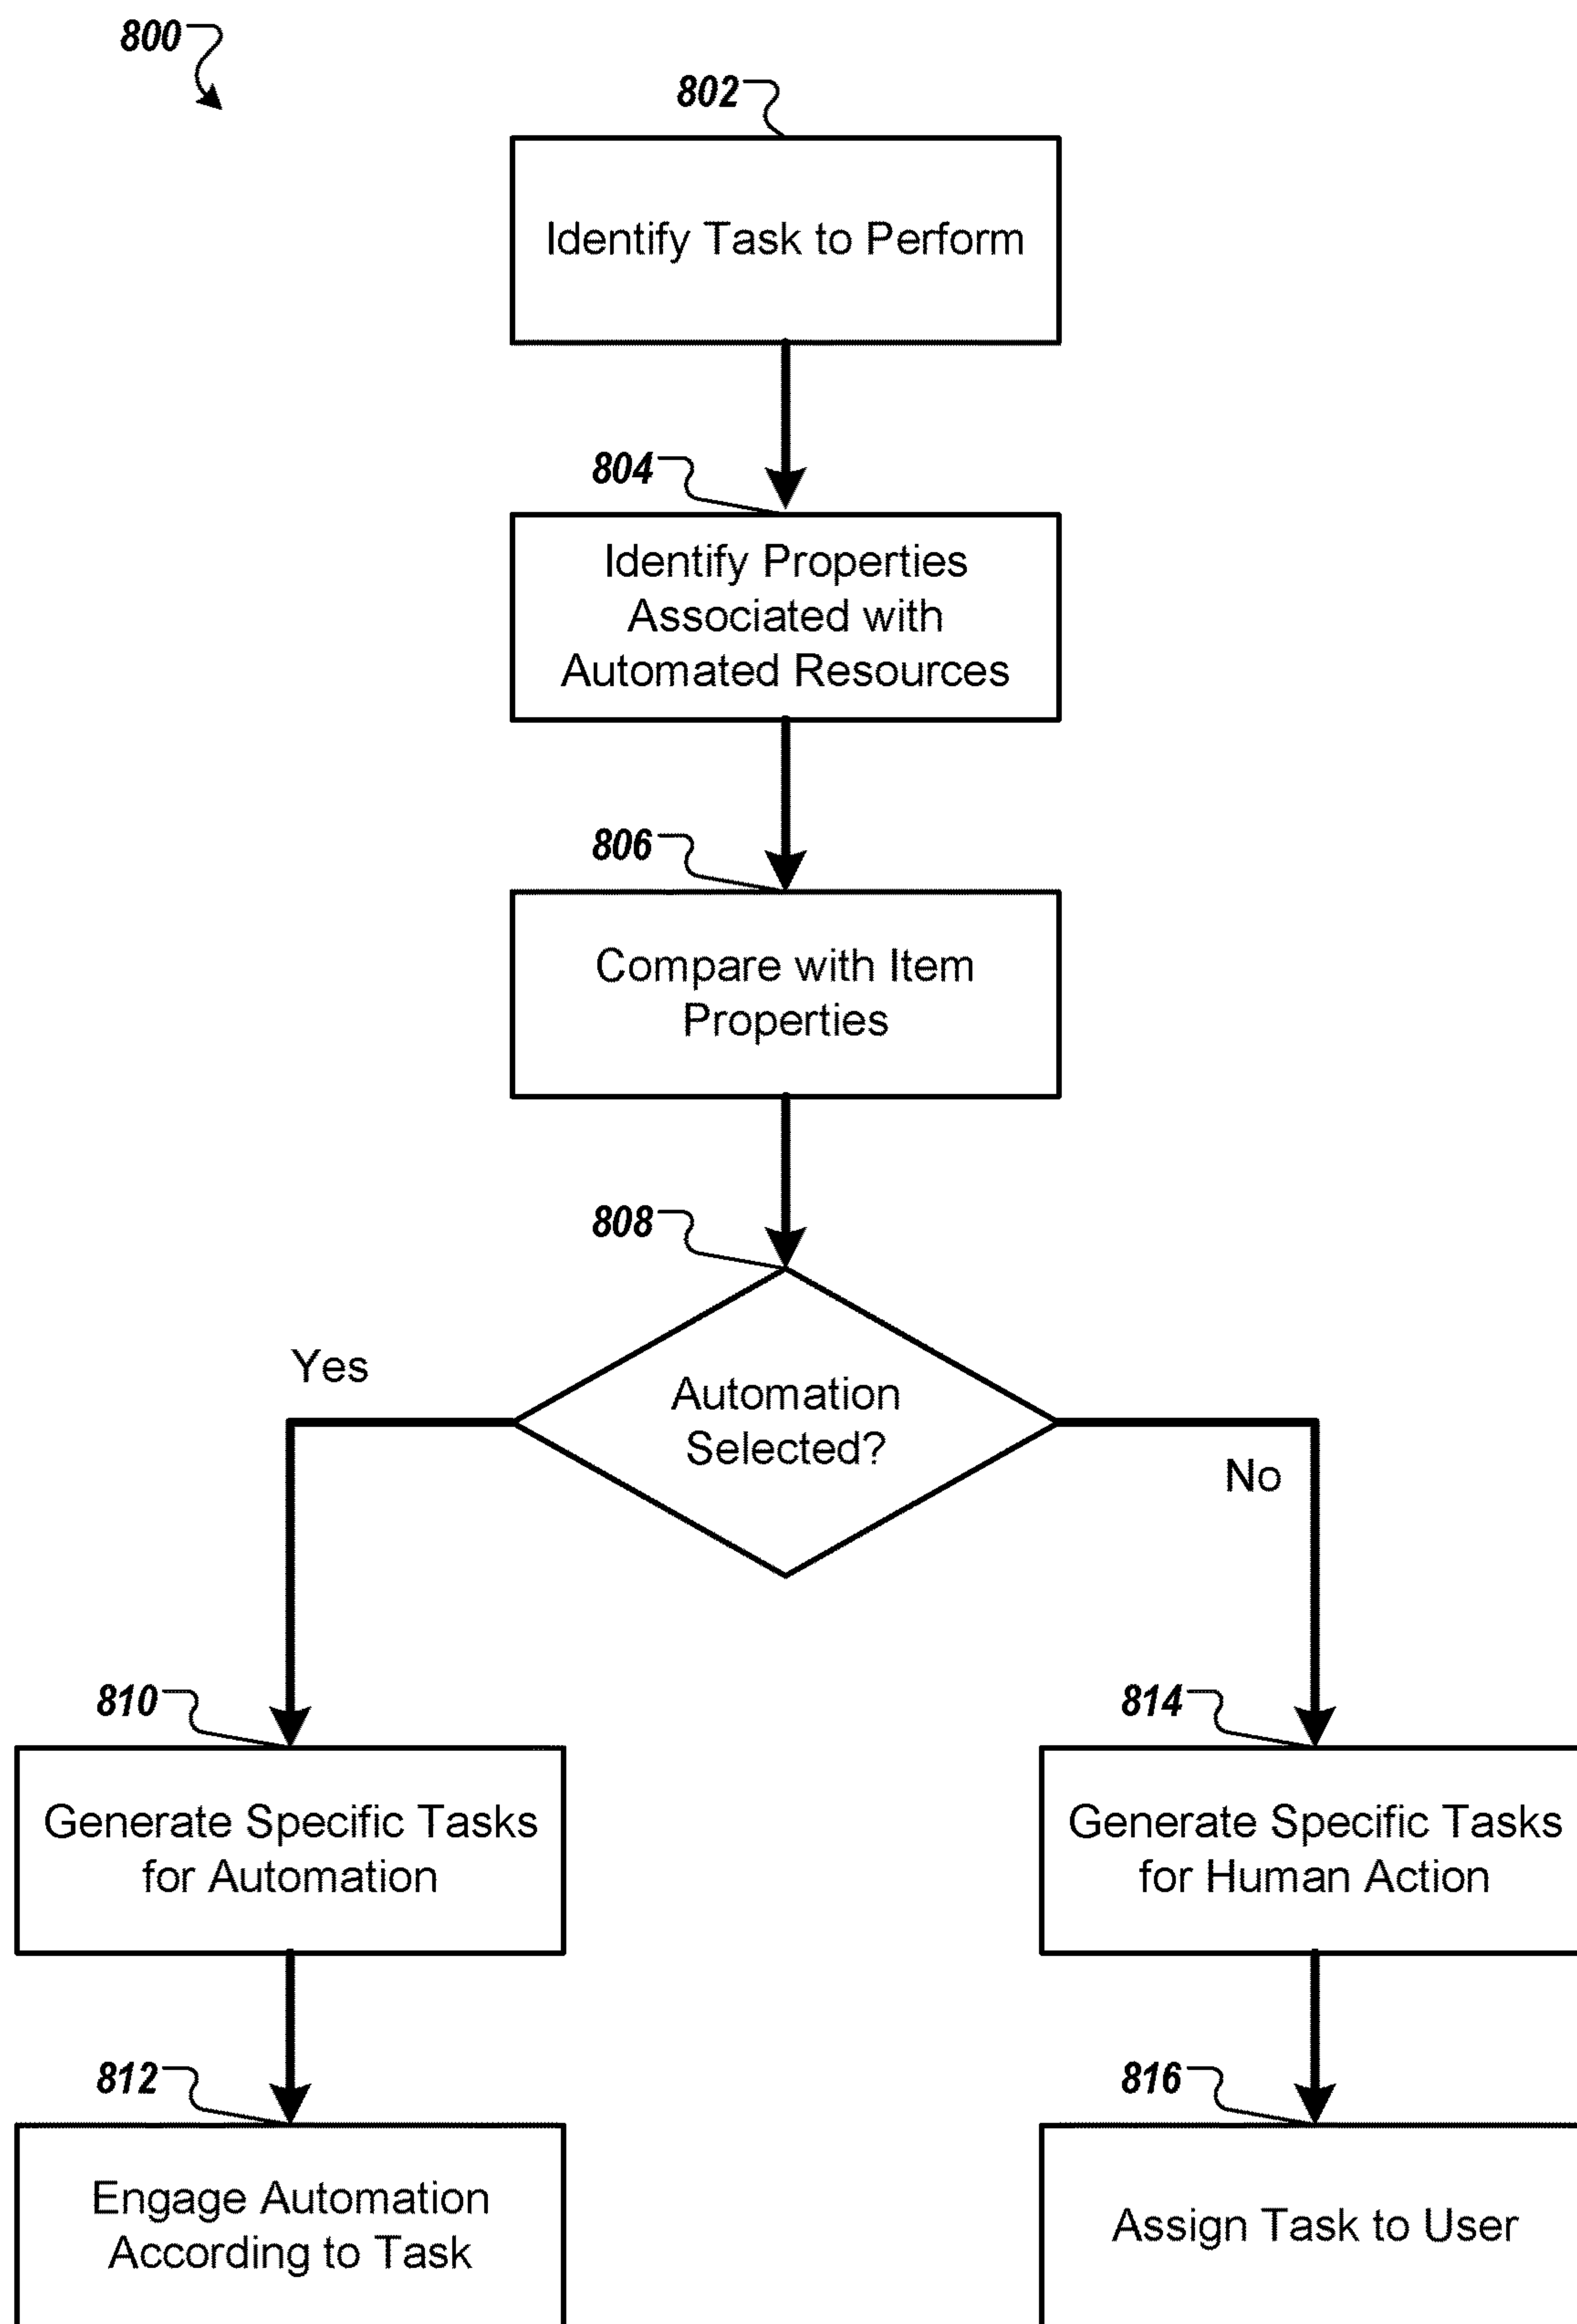 800
802
Identify Task to Perform
804
Identify Properties
Associated with
Automated Resources
806
Compare with Item
Properties
808
Automation
Selected?
Yes
No
810
Generate Specific Tasks
for Automation
814
Generate Specific Tasks
for Human Action
812
Engage Automation
According to Task
816
Assign Task to User